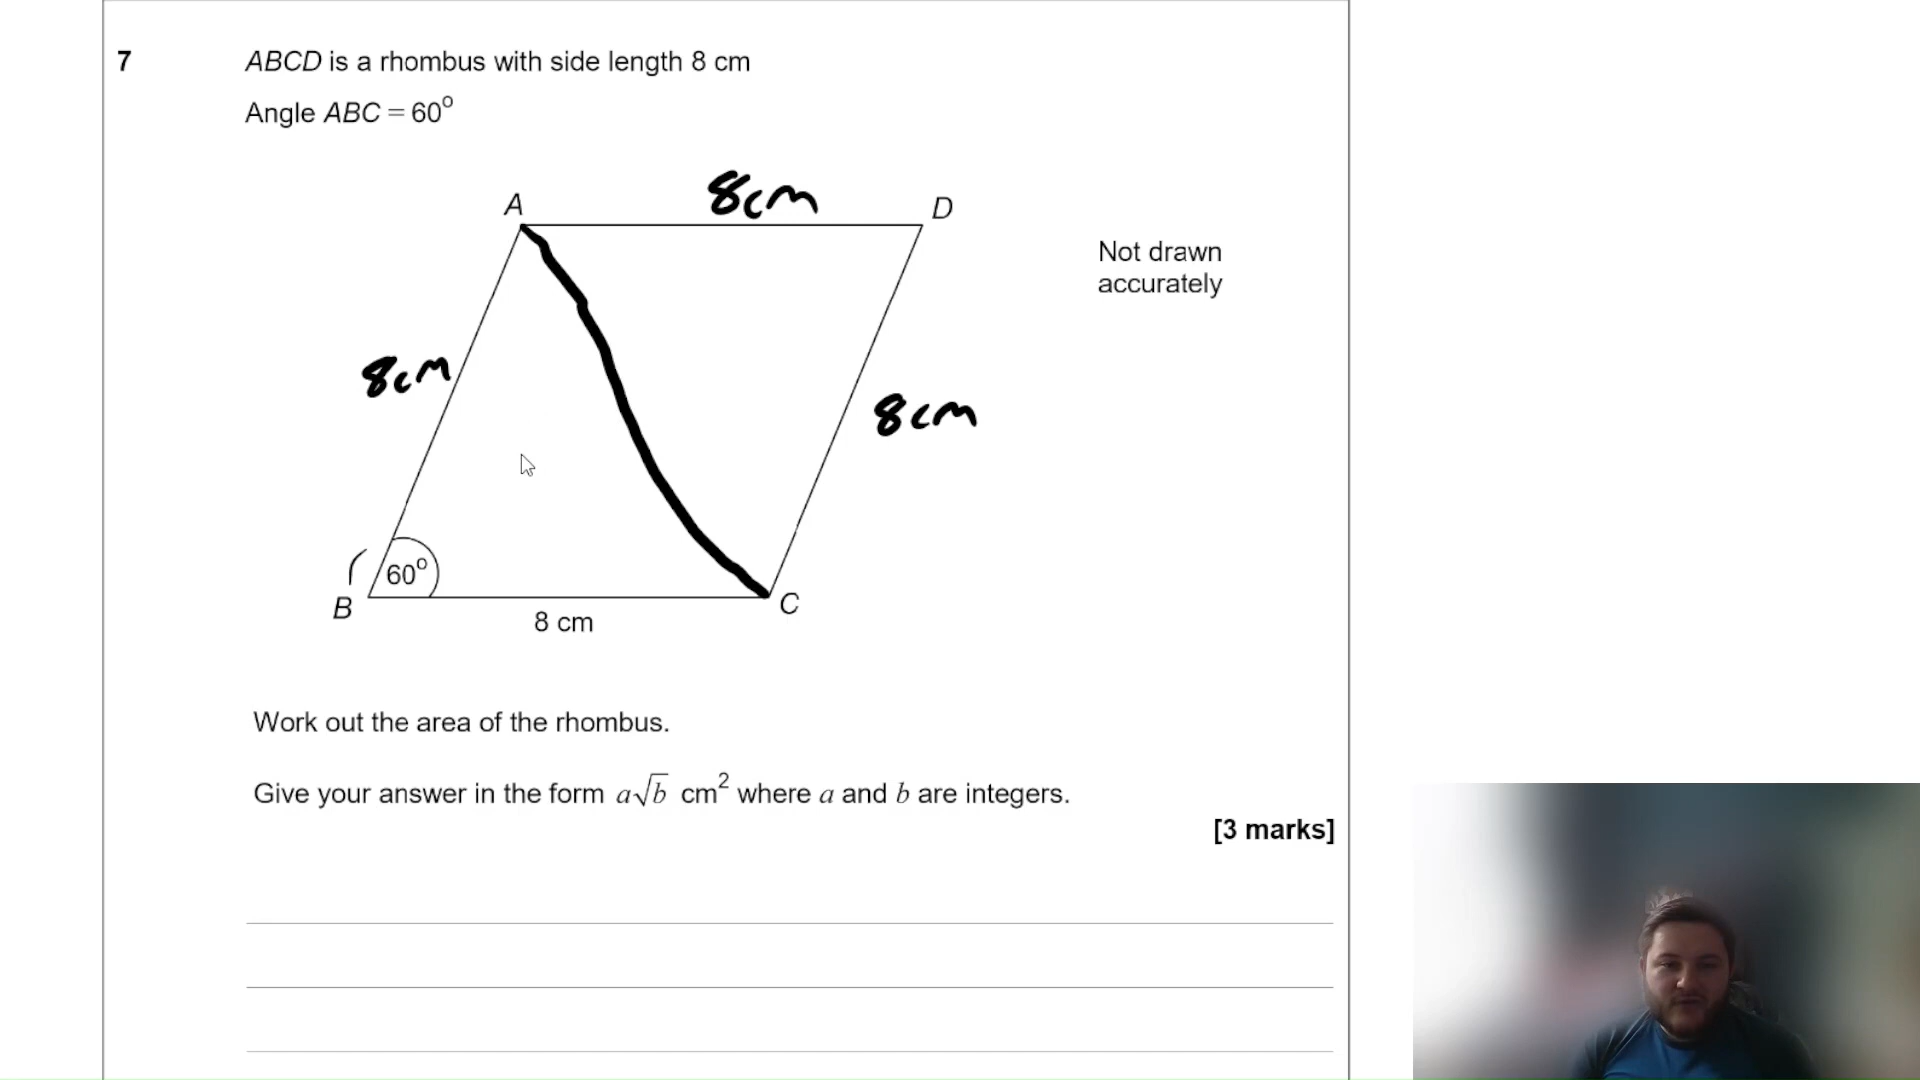 7 ABCD is a rhombus with side length 8 cm
Angle ABC = 60°
A
8cm
D
Not drawn
accurately
8cm
8cm
60°
B
C
8 cm
Work out the area of the rhombus.
Give your answer in the form a√b cm² where a and b are integers.
[3 marks]